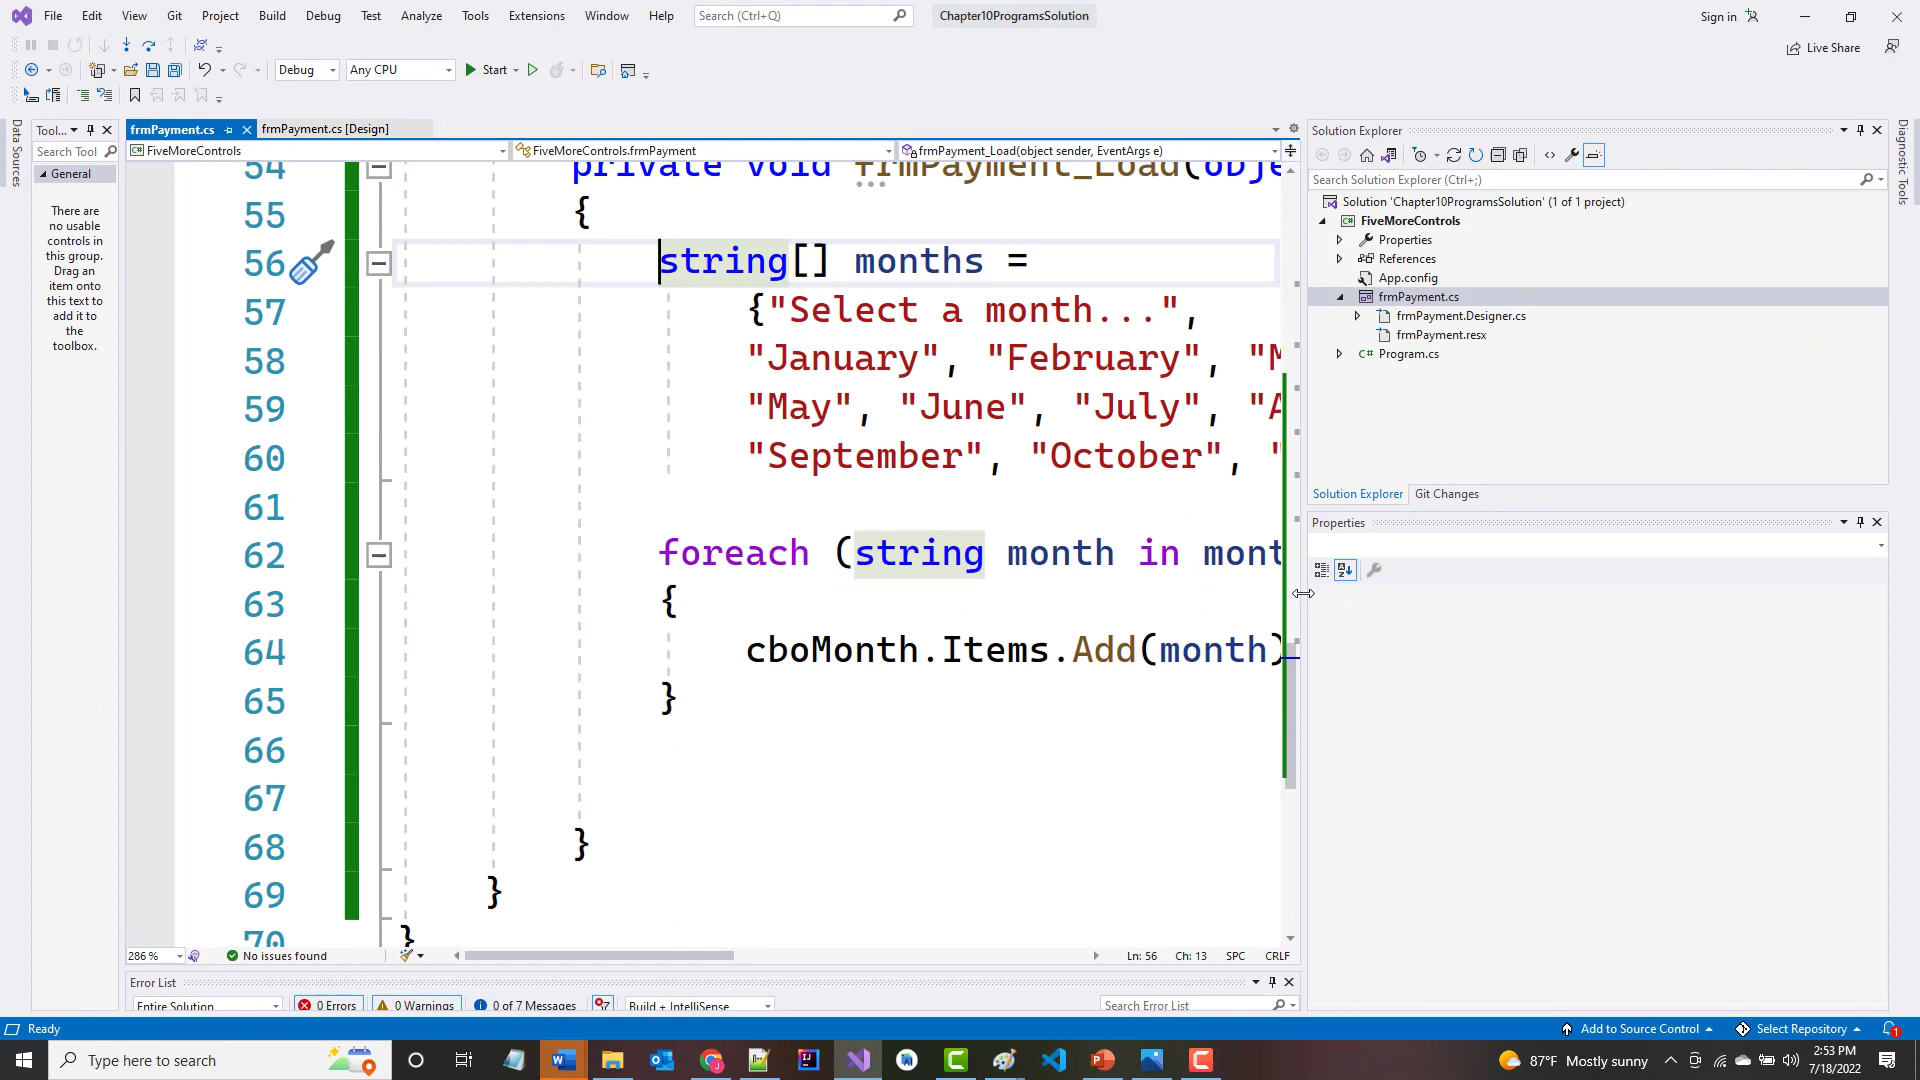 File Edit View Git Project Build Debug Test Analyze Tools Extensions Window Help Search (Ctrl+Q) Chapter10ProgramsSolution Sign in
Live Share
Debug Any CPU Start
Data Sources
Tool...
Search Tool
General
There are
no usable
controls in
this group.
Drag an
item onto
this text to
add it to
the
toolbox.
frmPayment.cs frmPayment.cs [Design]
FiveMoreControls FiveMoreControls.frmPayment frmPayment_Load(object sender, EventArgs e)
54 private void frmPayment_Load(obje
55 {
56 string[] months =
57 {"Select a month...",
58 "January", "February", "M
59 "May", "June", "July", "A
60 "September", "October", "
61
62 foreach (string month in mont
63 {
64 cboMonth.Items.Add(month)
65 }
66
67
68 }
69 }
70 }
286 % No issues found Ln: 56 Ch: 13 SPC CRLF
Error List
Entire Solution 0 Errors 0 Warnings 0 of 7 Messages Build + IntelliSense Search Error List
Solution Explorer
Search Solution Explorer (Ctrl+;)
Solution 'Chapter10ProgramsSolution' (1 of 1 project)
FiveMoreControls
Properties
References
App.config
frmPayment.cs
frmPayment.Designer.cs
frmPayment.resx
C# Program.cs
Solution Explorer Git Changes
Properties
Diagnostic Tools
Ready Add to Source Control Select Repository 1
Type here to search 87°F Mostly sunny 2:53 PM
7/18/2022